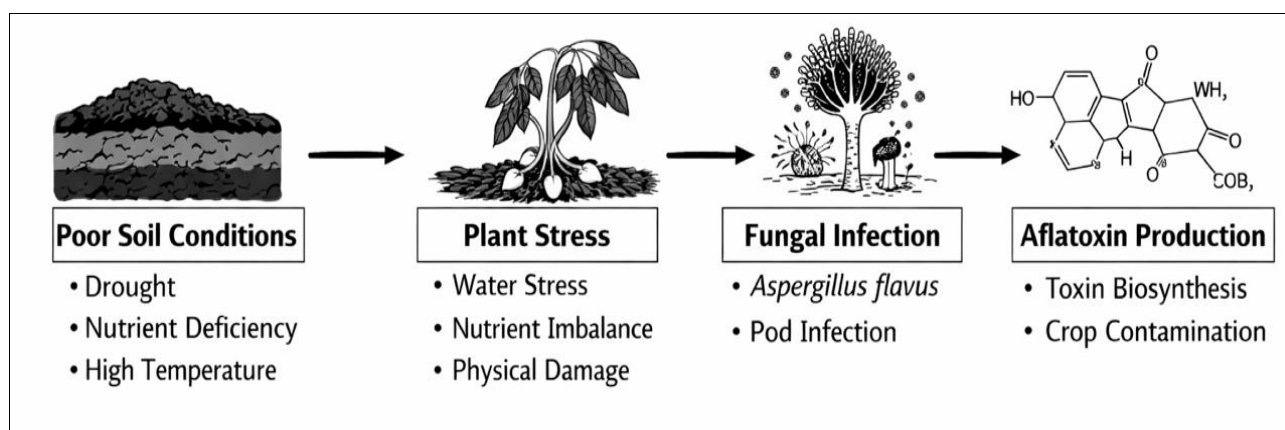 Poor Soil Conditions
• Drought
• Nutrient Deficiency
• High Temperature
Plant Stress
• Water Stress
• Nutrient Imbalance
• Physical Damage
Fungal Infection
• Aspergillus flavus
• Pod Infection
O
HO
WH,
H
O
O
COB,
Aflatoxin Production
• Toxin Biosynthesis
• Crop Contamination